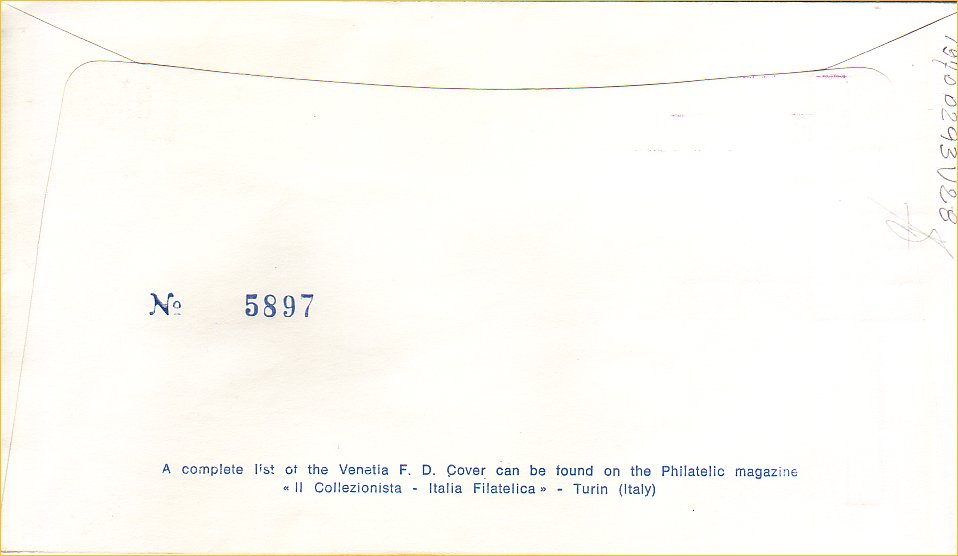 19700293V28
№ 5897
A complete list of the Venetia F. D. Cover can be found on the Philatelic magazine
« Il Collezionista - Italia Filatelica » - Turin (Italy)